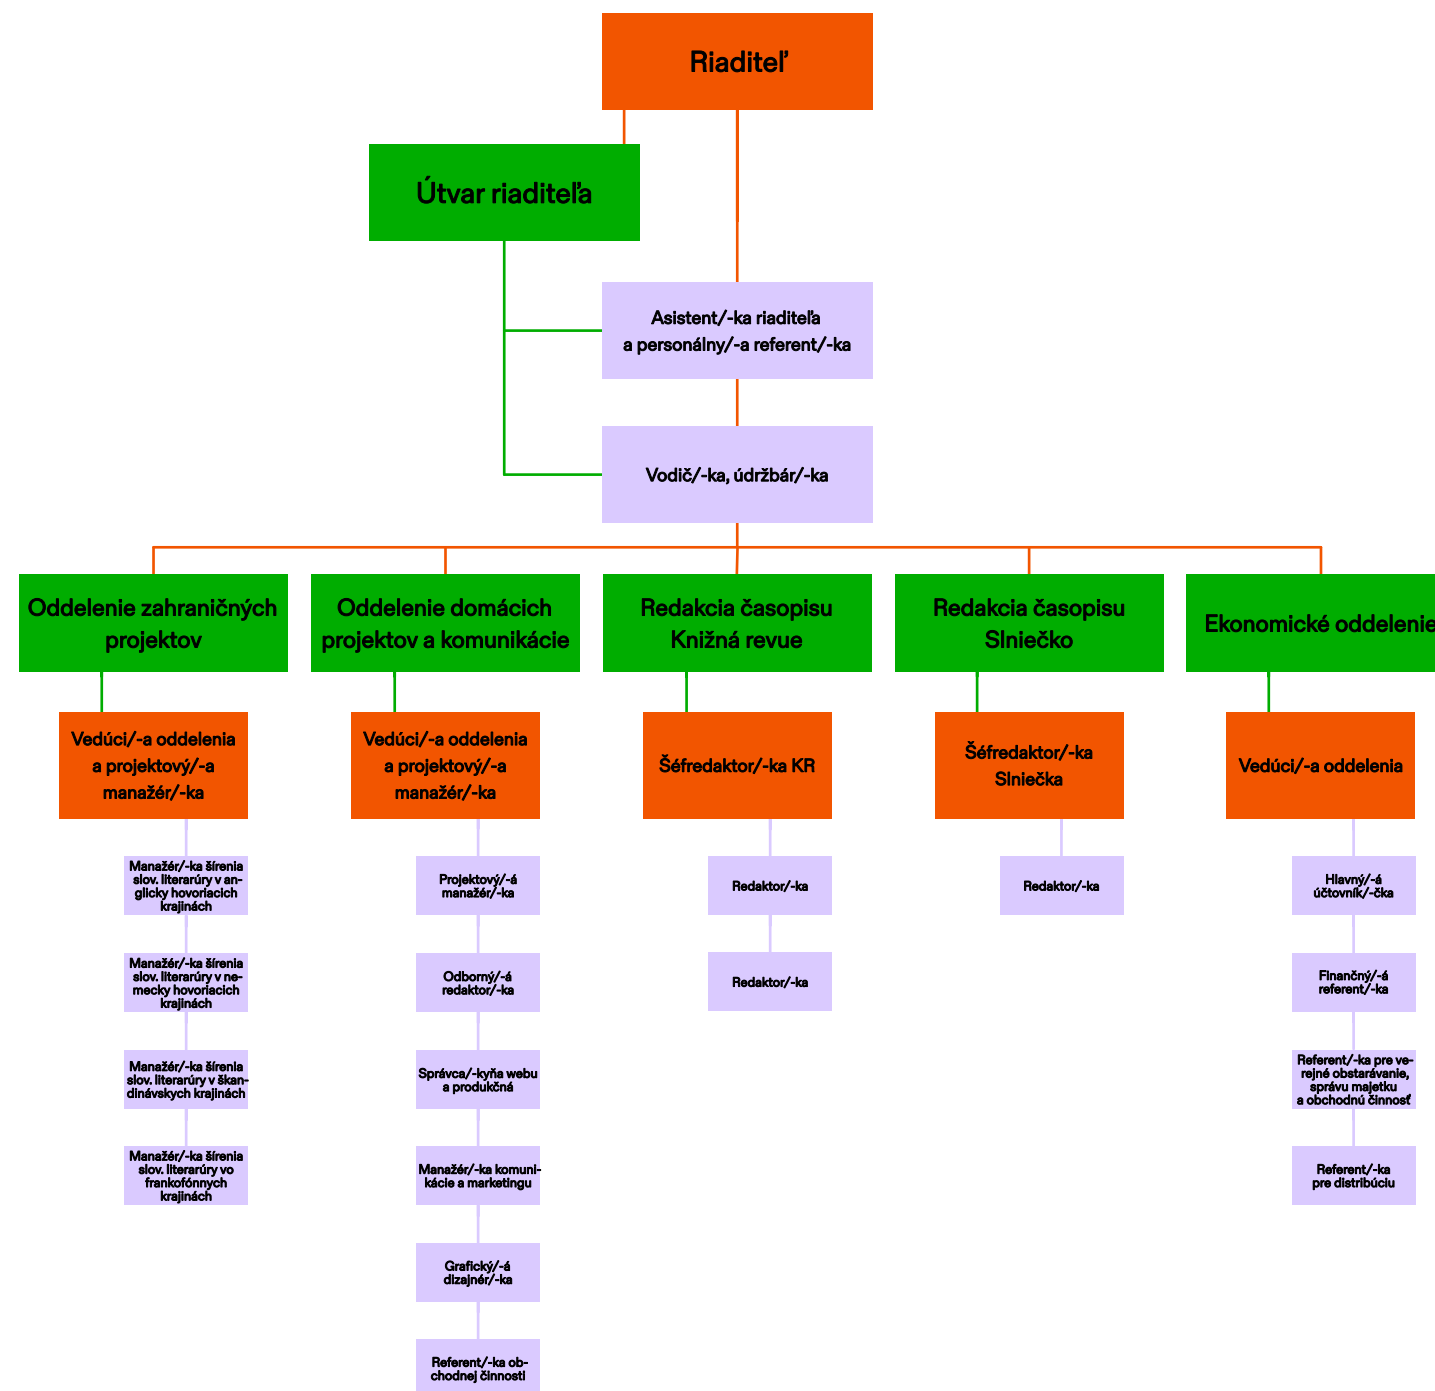 Riaditeľ
Útvar riaditeľa
Asistent/-ka riaditeľa
a personálny/-a referent/-ka
Vodič/-ka, údržbár/-ka
Oddelenie zahraničných
projektov
Oddelenie domácich
projektov a komunikácie
Redakcia časopisu
Knižná revue
Redakcia časopisu
Slniečko
Ekonomické oddelenie
Vedúci/-a oddelenia
a projektový/-a
manažér/-ka
Vedúci/-a oddelenia
a projektový/-a
manažér/-ka
Šéfredaktor/-ka KR
Šéfredaktor/-ka
Slniečka
Vedúci/-a oddelenia
Manažér/-ka šírenia
slov. literarúry v an-
glicky hovoriacich
krajinách
Manažér/-ka šírenia
slov. literarúry v ne-
mecky hovoriacich
krajinách
Manažér/-ka šírenia
slov. literarúry v škan-
dinávskych krajinách
Manažér/-ka šírenia
slov. literarúry vo
frankofónnych
krajinách
Projektový/-á
manažér/-ka
Odborný/-á
redaktor/-ka
Správca/-kyňa webu
a produkčná
Manažér/-ka komuni-
kácie a marketingu
Grafický/-á
dizajnér/-ka
Referent/-ka ob-
chodnej činnosti
Redaktor/-ka
Redaktor/-ka
Redaktor/-ka
Hlavný/-á
účtovník/-čka
Finančný/-á
referent/-ka
Referent/-ka pre ve-
rejné obstarávanie,
správu majetku
a obchodnú činnosť
Referent/-ka
pre distribúciu